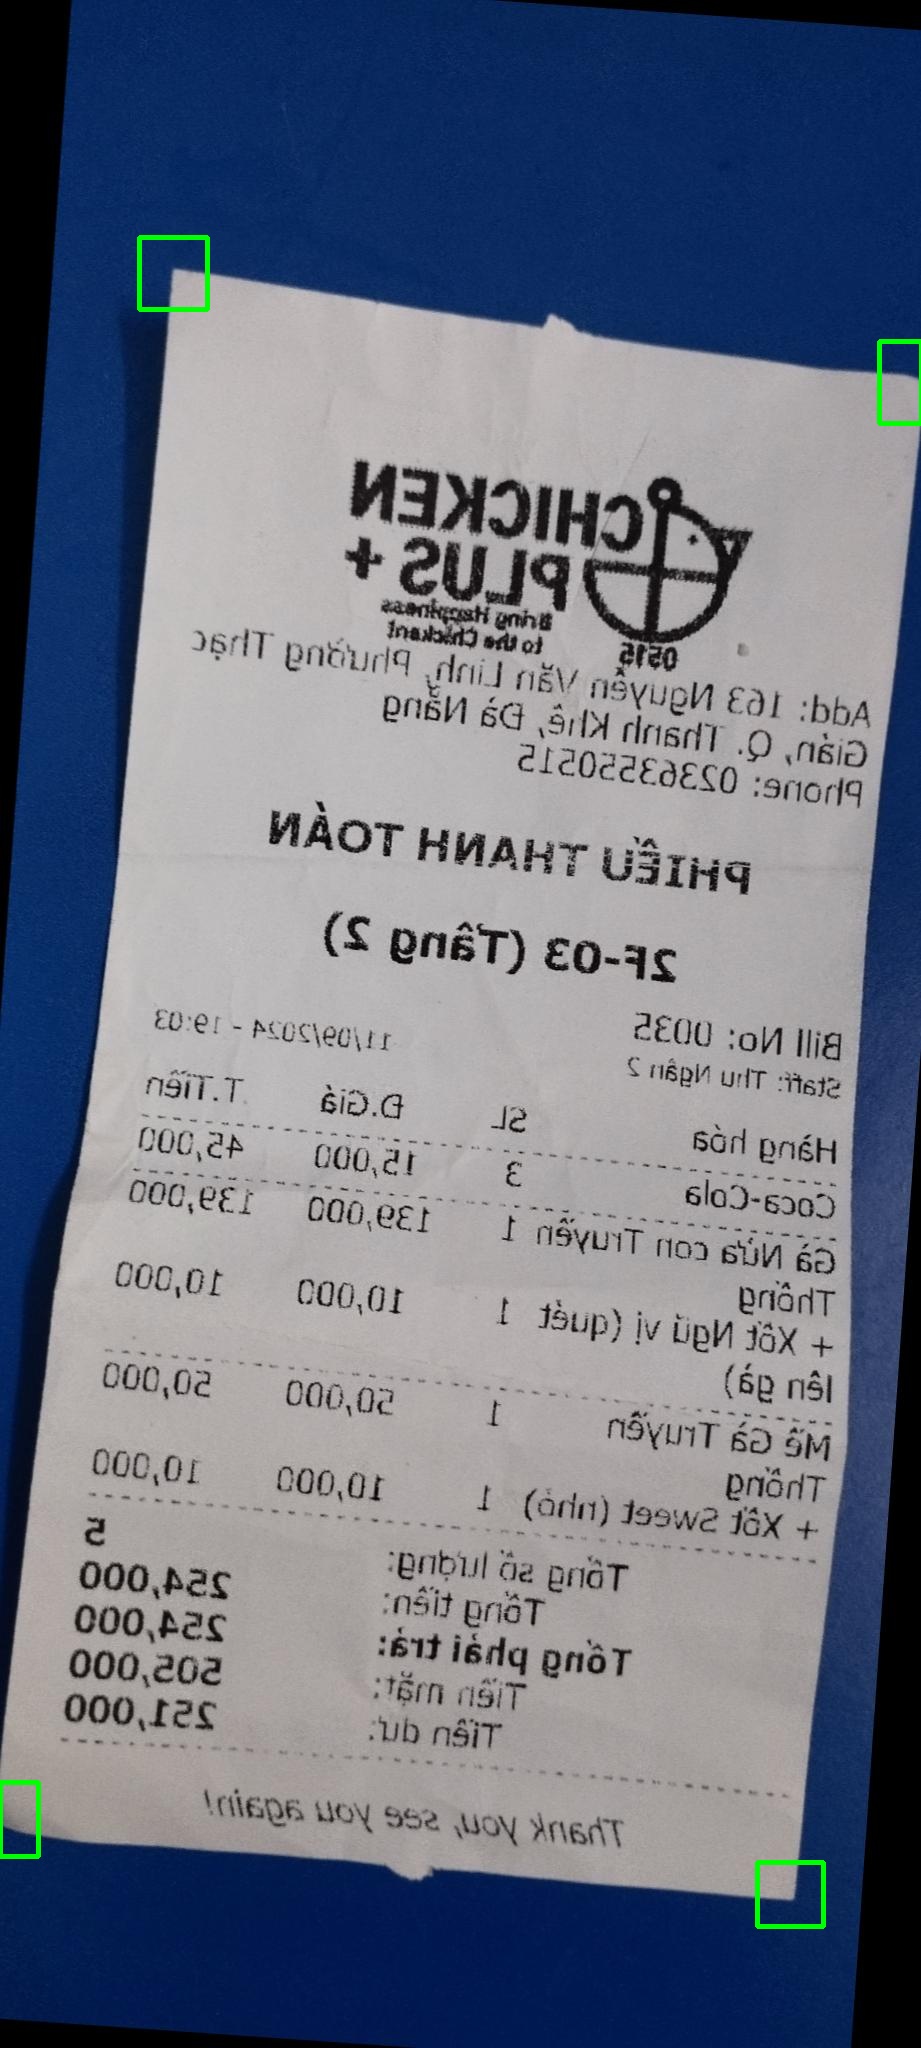 CHICKEN
PLUS +
Bring Happiness
to the Chickent
0515
Add: 163 Nguyễn Văn Linh, Phường Thạc
Gián, Q. Thanh Khê, Đà Nẵng
Phone: 02363550515
PHIẾU THANH TOÁN
2F-03 (Tầng 2)
Bill No: 0035 11/09/2024 - 19:03
Staff: Thu Ngân 2
Hàng hóa SL Đ.Giá T.Tiền
Coca-Cola 3 15,000 45,000
Gà Nửa con Truyền 1 139,000 139,000
Thống
+ Xốt Ngũ vị (quết 1 10,000 10,000
lên gà)
Mề Gà Truyền 1 50,000 50,000
Thống
+ Xốt Sweet (nhỏ) 1 10,000 10,000
Tổng số lượng: 5
Tổng tiền: 254,000
Tổng phải trả: 254,000
Tiền mặt: 505,000
Tiền dư: 251,000
Thank you, see you again!